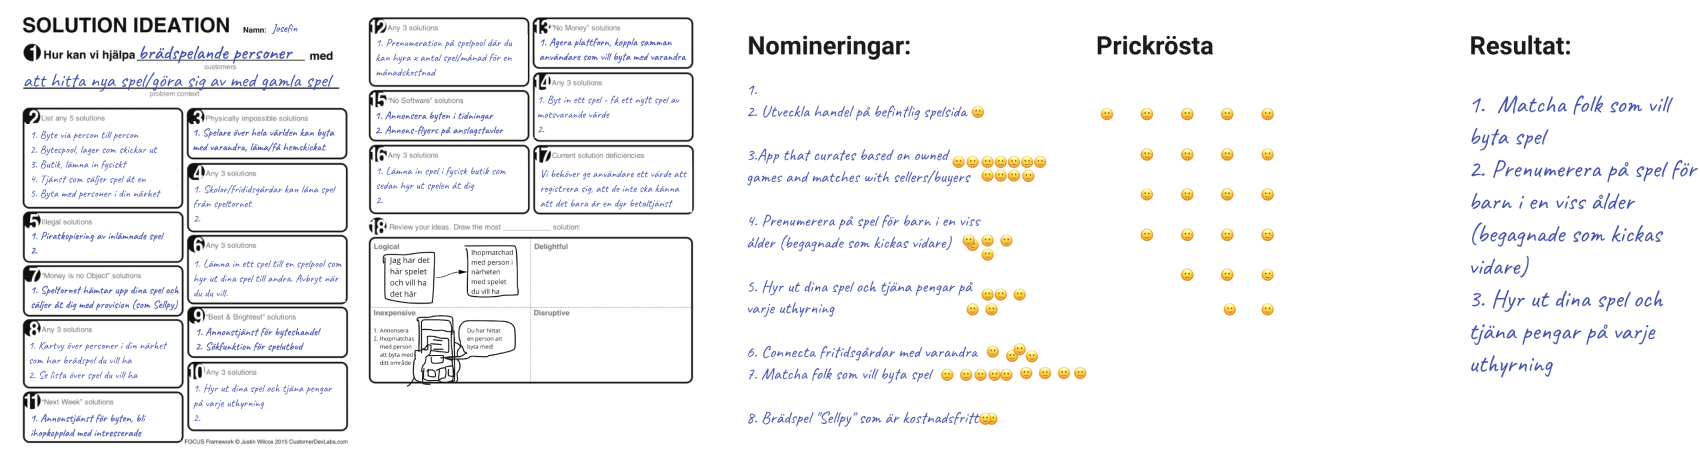 SOLUTION IDEATION
Namn: Josefin
1 Hur kan vi hjälpa brädspelande personer med
customers
att hitta nya spel/göra sig av med gamla spel
problem context
2 List any 5 solutions
1. Byte via person till person
2. Bytespool, lager som skickar ut
3. Butik, lämna in fysiskt
4. Tjänst som säljer spel åt en
5. Byta med personer i din närhet
3 "Physically impossible" solutions
1. Spelare över hela världen kan byta
med varandra, läma/få hemskickat
4 Any 3 solutions
1. Skolor/frididsgårdar kan låna spel
från speltornet
2.
5 "Illegal solutions
1. Piratkopiering av inlämnade spel
2.
6 Any 3 solutions
1. Lämna in ett spel till en spelpool som
hyr ut dina spel till andra. Avbryt när
du du vill.
7 "Money is no Object" solutions
1. Speltornet hämtar upp dina spel och
säljer åt dig med provision (som Sellpy)
8 Any 3 solutions
1. Kartvy över personer i din närhet
som har brädspel du vill ha
2. Se lista över spel du vill ha
9 "Best & Brightest" solutions
1. Annonstjänst för byteshandel
2. Sökfunktion för spelutbud
10 Any 3 solutions
1. Hyr ut dina spel och tjäna pengar
på varje uthyrning
2.
11 "Next Week" solutions
1. Annonstjänst för byten, bli
ihopkopplad med intresserade
FOCUS Framework © Justin Wilcox 2015 CustomerDevLabs.com
12 Any 3 solutions
1. Prenumeration på spelpool där du
kan hyra x antal spel/månad för en
månadskostnad
13 "No Money" solutions
1. Agera plattforn, koppla samman
användare som vill byta med varandra
14 Any 3 solutions
1. Byt in ett spel - få ett nytt spel av
motsvarande värde
2.
15 "No Software" solutions
1. Annonsera byten i tidningar
2. Annons-flyers på anslagstavlor
16 Any 3 solutions
1. Lämna in spel i fysisk butik som
sedan hyr ut spelen åt dig
2.
17 Current solution deficiencies
Vi behöver ge användare ett värde att
registrera sig, att de inte ska känna
att det bara är en dyr betaltjänst
18 Review your ideas. Draw the most ____________ solution:
Logical
Jag har det
här spelet
och vill ha
det här
Ihopmatchad
med person i
närheten
med spelet
du vill ha
Delightful
Inexpensive
1. Annonsera
2. Ihopmatchas
med person
att byta med i
ditt område
Du har hittat
en person att
byta med!
Disruptive
Nomineringar:
1.
2. Utveckla handel på befintlig spelsida 🙂
3.App that curates based on owned 🙂🙂🙂🙂🙂🙂🙂
games and matches with sellers/buyers 🙂🙂🙂🙂
4. Prenumerera på spel för barn i en viss
ålder (begagnade som kickas vidare) 🙂🙂🙂🙂🙂
5. Hyr ut dina spel och tjäna pengar på 🙂🙂🙂
varje uthyrning 🙂🙂
6. Connecta fritidsgårdar med varandra 🙂🙂🙂🙂
7. Matcha folk som vill byta spel 🙂🙂🙂🙂🙂🙂🙂🙂🙂
8. Brädspel "Sellpy" som är kostnadsfritt🙂🙂
Prickrösta
🙂🙂🙂🙂🙂
🙂🙂🙂🙂
🙂🙂🙂🙂
🙂🙂🙂🙂
🙂🙂🙂
🙂🙂
Resultat:
1. Matcha folk som vill
byta spel
2. Prenumerera på spel för
barn i en viss ålder
(begagnade som kickas
vidare)
3. Hyr ut dina spel och
tjäna pengar på varje
uthyrning